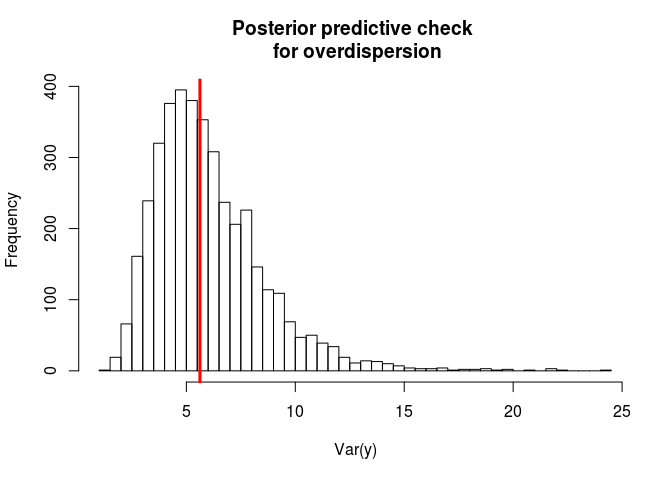 Posterior predictive check
for overdispersion
400
300
200
100
0
Frequency
5 10 15 20 25
Var(y)